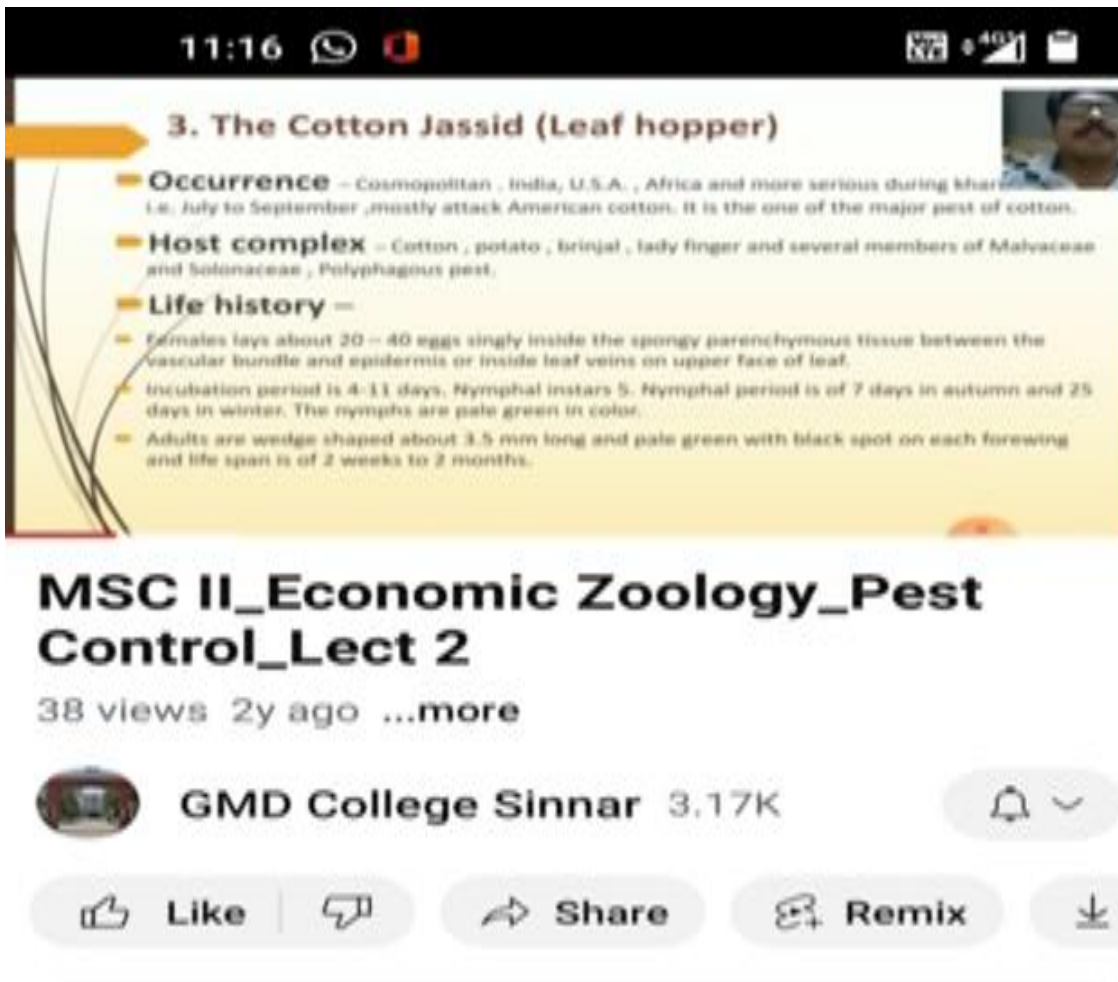 11:16
4G
3. The Cotton Jassid (Leaf hopper)
Occurrence – Cosmopolitan , India, U.S.A. , Africa and more serious during
i.e. July to September ,mostly attack American cotton. It is the one of the major pest of cotton.
Host complex – Cotton , potato , brinjal , lady finger and several members of Malvaceae
and Solonaceae , Polyphagous pest.
Life history –
Females lays about 20 – 40 eggs singly inside the spongy parenchymous tissue between the
vascular bundle and epidermis or inside leaf veins on upper face of leaf.
Incubation period is 4-11 days. Nymphal instars 5. Nymphal period is of 7 days in autumn and 25
days in winter. The nymphs are pale green in color.
Adults are wedge shaped about 3.5 mm long and pale green with black spot on each forewing
and life span is of 2 weeks to 2 months.
MSC II_Economic Zoology_Pest
Control_Lect 2
38 views 2y ago ...more
GMD College Sinnar 3.17K
Like Share Remix